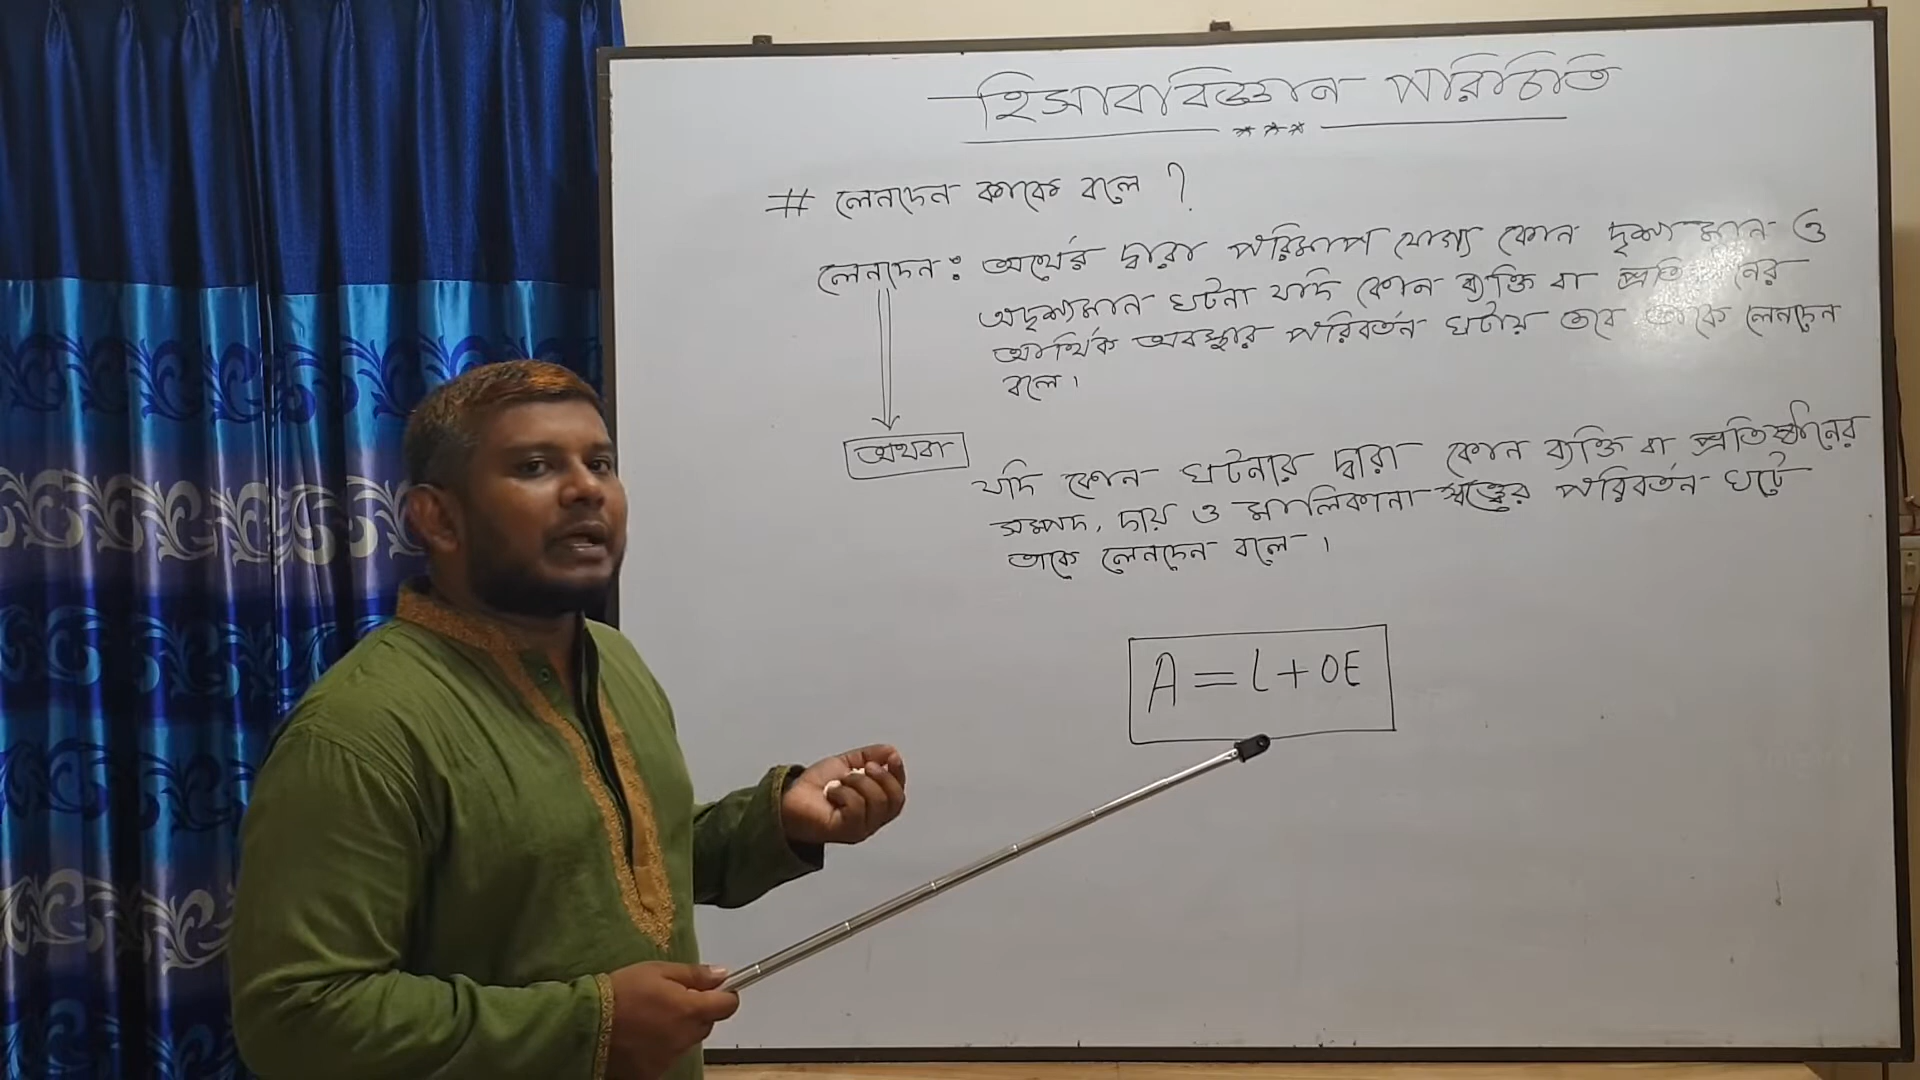 হিসাববিজ্ঞান পরিচিতি
# লেনদেন কাকে বলে ?
লেনদেন : অর্থের দ্বারা পরিমাপ যোগ্য কোন দৃশ্যমান ও
অদৃশ্যমান ঘটনা যদি কোন ব্যক্তি বা প্রতিষ্ঠানের
আর্থিক অবস্থার পরিবর্তন ঘটায় তবে তাকে লেনদেন
বলে।
অথবা
যদি কোন ঘটনার দ্বারা কোন ব্যক্তি বা প্রতিষ্ঠানের
সম্পদ, দায় ও মালিকানা স্বত্ত্বের পরিবর্তন ঘটে
তাকে লেনদেন বলে।
A = L + OE